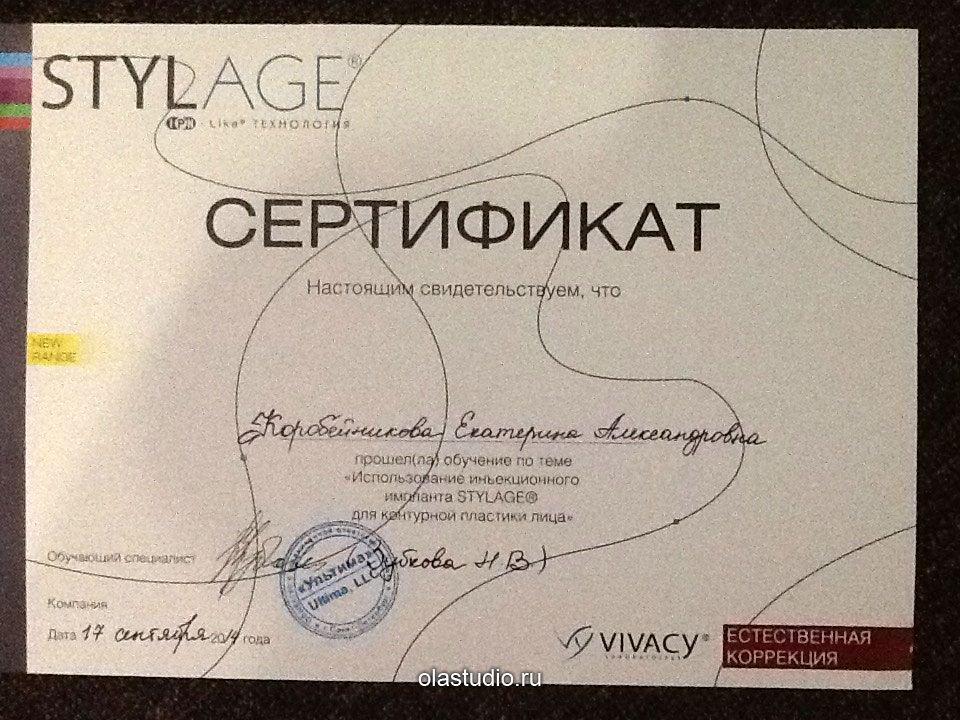 STYLAGE®
IPN - Like® ТЕХНОЛОГИЯ
СЕРТИФИКАТ
Настоящим свидетельствуем, что
NEW
RANGE
Коробейникова Екатерина Александровна
прошел(ла) обучение по теме
«Использование инъекционного
импланта STYLAGE®
для контурной пластики лица»
Обучающий специалист
Зубкова Н В)
«Ультима»
Ultima, LLC
Компания
Дата 17 сентября 2014 года
VIVACY®
LABORATOIRES
ЕСТЕСТВЕННАЯ
КОРРЕКЦИЯ
olastudio.ru